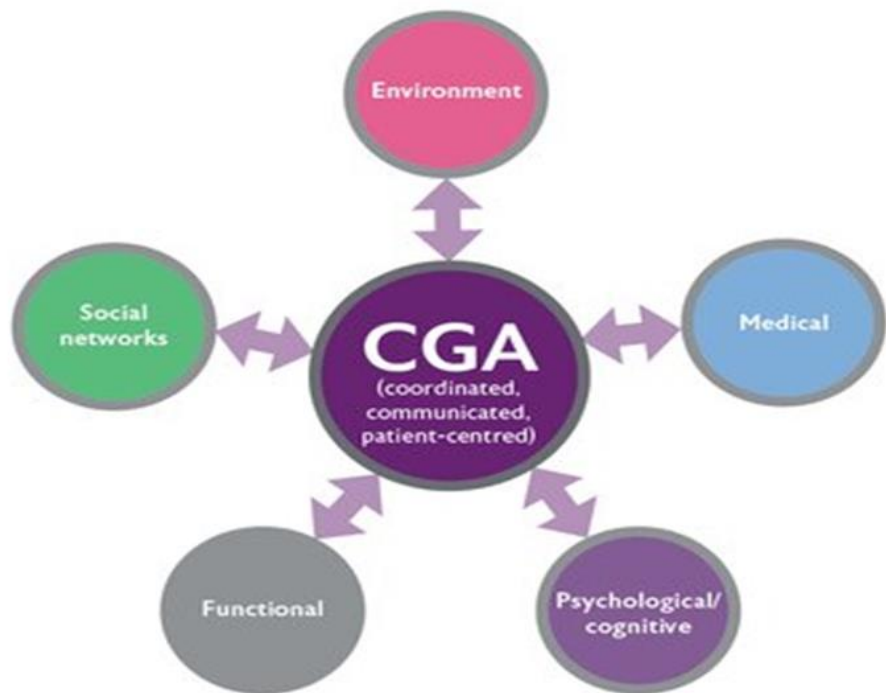 Environment
Social
networks
CGA
(coordinated,
communicated,
patient-centred)
Medical
Functional
Psychological/
cognitive